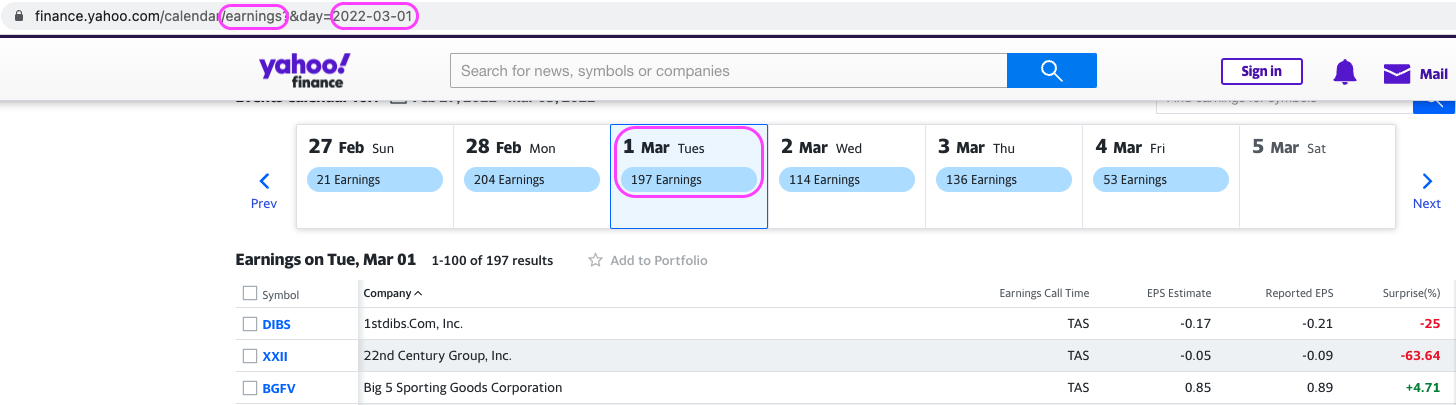 finance.yahoo.com/calendar/earnings?&day=2022-03-01
yahoo!
finance
Search for news, symbols or companies
Sign in
Mail
Find earnings for symbols
27 Feb Sun
21 Earnings
28 Feb Mon
204 Earnings
1 Mar Tues
197 Earnings
2 Mar Wed
114 Earnings
3 Mar Thu
136 Earnings
4 Mar Fri
53 Earnings
5 Mar Sat
Prev
Next
Earnings on Tue, Mar 01 1-100 of 197 results Add to Portfolio
Symbol Company Earnings Call Time EPS Estimate Reported EPS Surprise(%)
DIBS 1stdibs.Com, Inc. TAS -0.17 -0.21 -25
XXII 22nd Century Group, Inc. TAS -0.05 -0.09 -63.64
BGFV Big 5 Sporting Goods Corporation TAS 0.85 0.89 +4.71